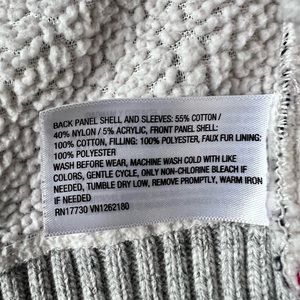 BACK PANEL SHELL AND SLEEVES: 55% COTTON /
40% NYLON / 5% ACRYLIC, FRONT PANEL SHELL:
100% COTTON, FILLING: 100% POLYESTER, FAUX FUR LINING:
100% POLYESTER
WASH BEFORE WEAR, MACHINE WASH COLD WITH LIKE
COLORS, GENTLE CYCLE, ONLY NON-CHLORINE BLEACH IF
NEEDED, TUMBLE DRY LOW, REMOVE PROMPTLY, WARM IRON
IF NEEDED
RN17730 VN1262180